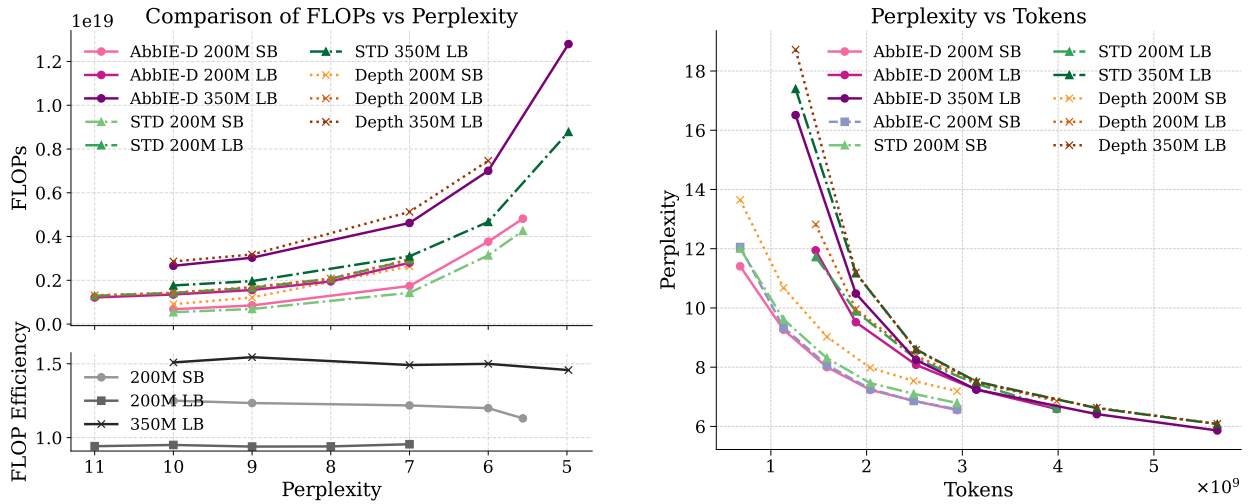 Comparison of FLOPs vs Perplexity
1e19
FLOPs
1.2
1.0
0.8
0.6
0.4
0.2
0.0
AbbIE-D 200M SB
AbbIE-D 200M LB
AbbIE-D 350M LB
STD 200M SB
STD 200M LB
STD 350M LB
Depth 200M SB
Depth 200M LB
Depth 350M LB
FLOP Efficiency
1.5
1.0
200M SB
200M LB
350M LB
11 10 9 8 7 6 5
Perplexity
Perplexity vs Tokens
Perplexity
18
16
14
12
10
8
6
AbbIE-D 200M SB
AbbIE-D 200M LB
AbbIE-D 350M LB
AbbIE-C 200M SB
STD 200M SB
STD 200M LB
STD 350M LB
Depth 200M SB
Depth 200M LB
Depth 350M LB
1 2 3 4 5
Tokens
×10⁹